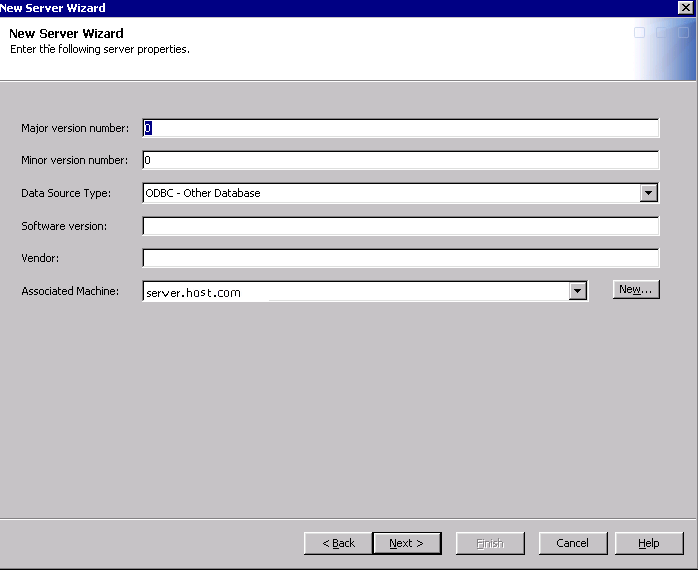 New Server Wizard
New Server Wizard
Enter the following server properties.
Major version number: 0
Minor version number: 0
Data Source Type: ODBC - Other Database
Software version:
Vendor:
Associated Machine: server.host.com New...
< Back Next > Finish Cancel Help